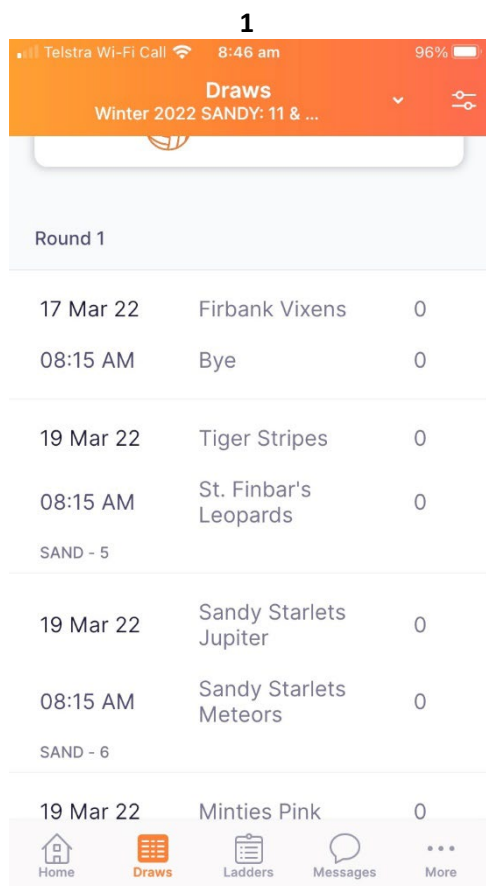 1
Telstra Wi-Fi Call 8:46 am 96%
Draws
Winter 2022 SANDY: 11 & ...
Round 1
17 Mar 22 Firbank Vixens 0
08:15 AM Bye 0
19 Mar 22 Tiger Stripes 0
08:15 AM St. Finbar's Leopards 0
SAND - 5
19 Mar 22 Sandy Starlets Jupiter 0
08:15 AM Sandy Starlets Meteors 0
SAND - 6
19 Mar 22 Minties Pink 0
Home Draws Ladders Messages More